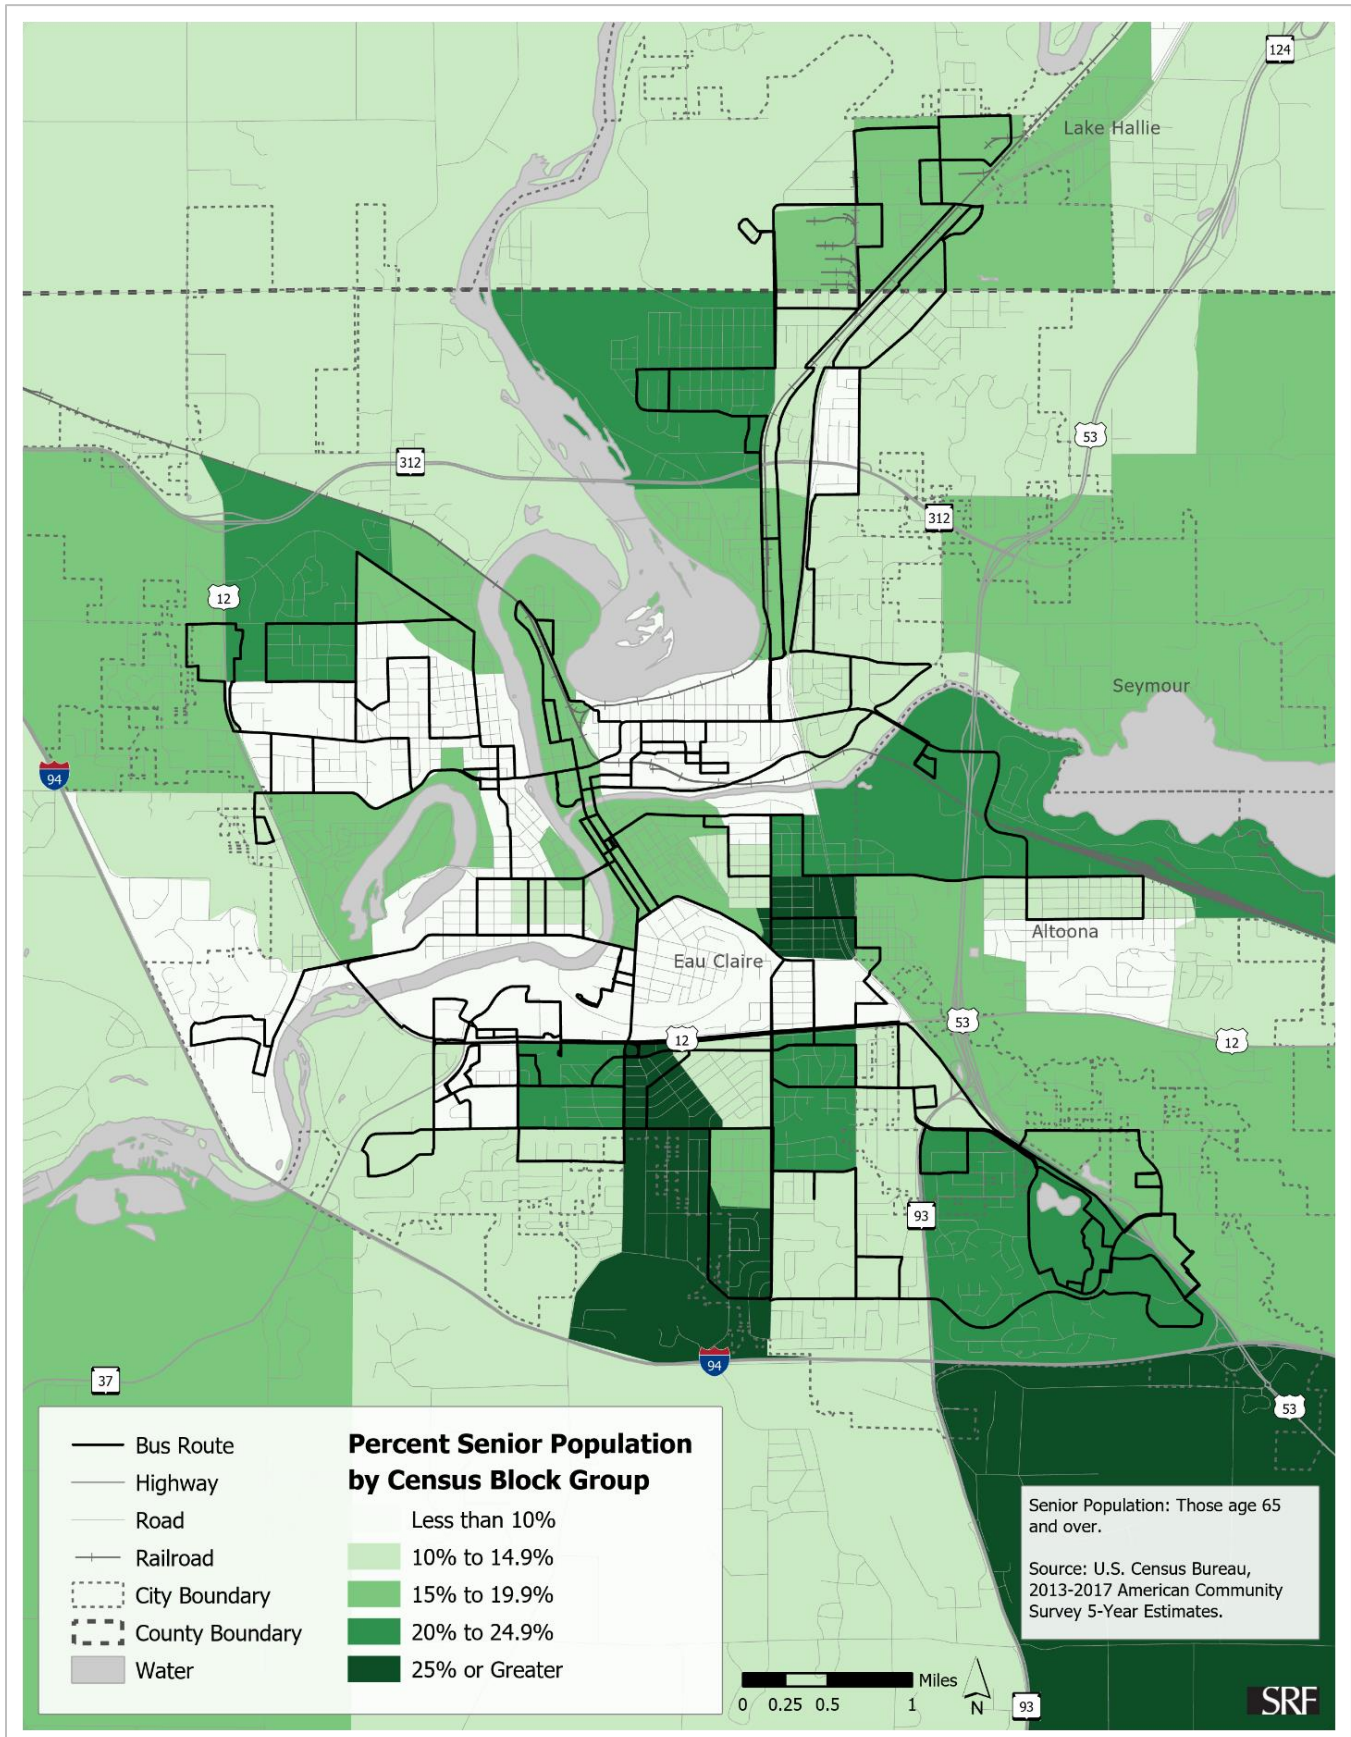 124
Lake Hallie
53
312
312
12
Seymour
94
Altoona
Eau Claire
53
12
12
93
94
37
53
Bus Route
Highway
Road
Railroad
City Boundary
County Boundary
Water
Percent Senior Population
by Census Block Group
Less than 10%
10% to 14.9%
15% to 19.9%
20% to 24.9%
25% or Greater
Senior Population: Those age 65
and over.
Source: U.S. Census Bureau,
2013-2017 American Community
Survey 5-Year Estimates.
Miles
0 0.25 0.5 1
N
93
SRF